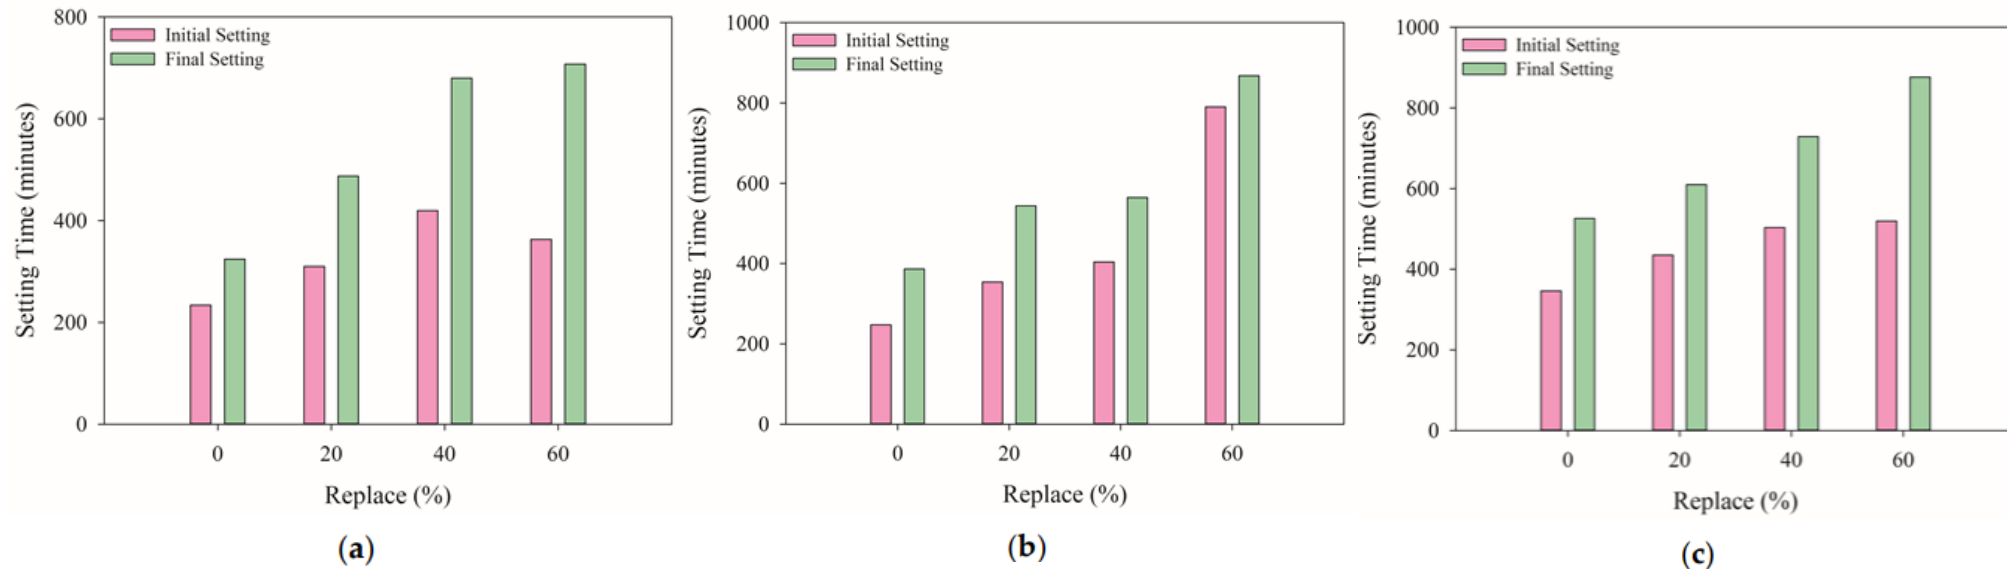 800
600
400
200
0
Setting Time (minutes)
Initial Setting
Final Setting
0 20 40 60
Replace (%)
(a)
1000
800
600
400
200
0
Setting Time (minutes)
Initial Setting
Final Setting
0 20 40 60
Replace (%)
(b)
1000
800
600
400
200
0
Setting Time (minutes)
Initial Setting
Final Setting
0 20 40 60
Replace (%)
(c)